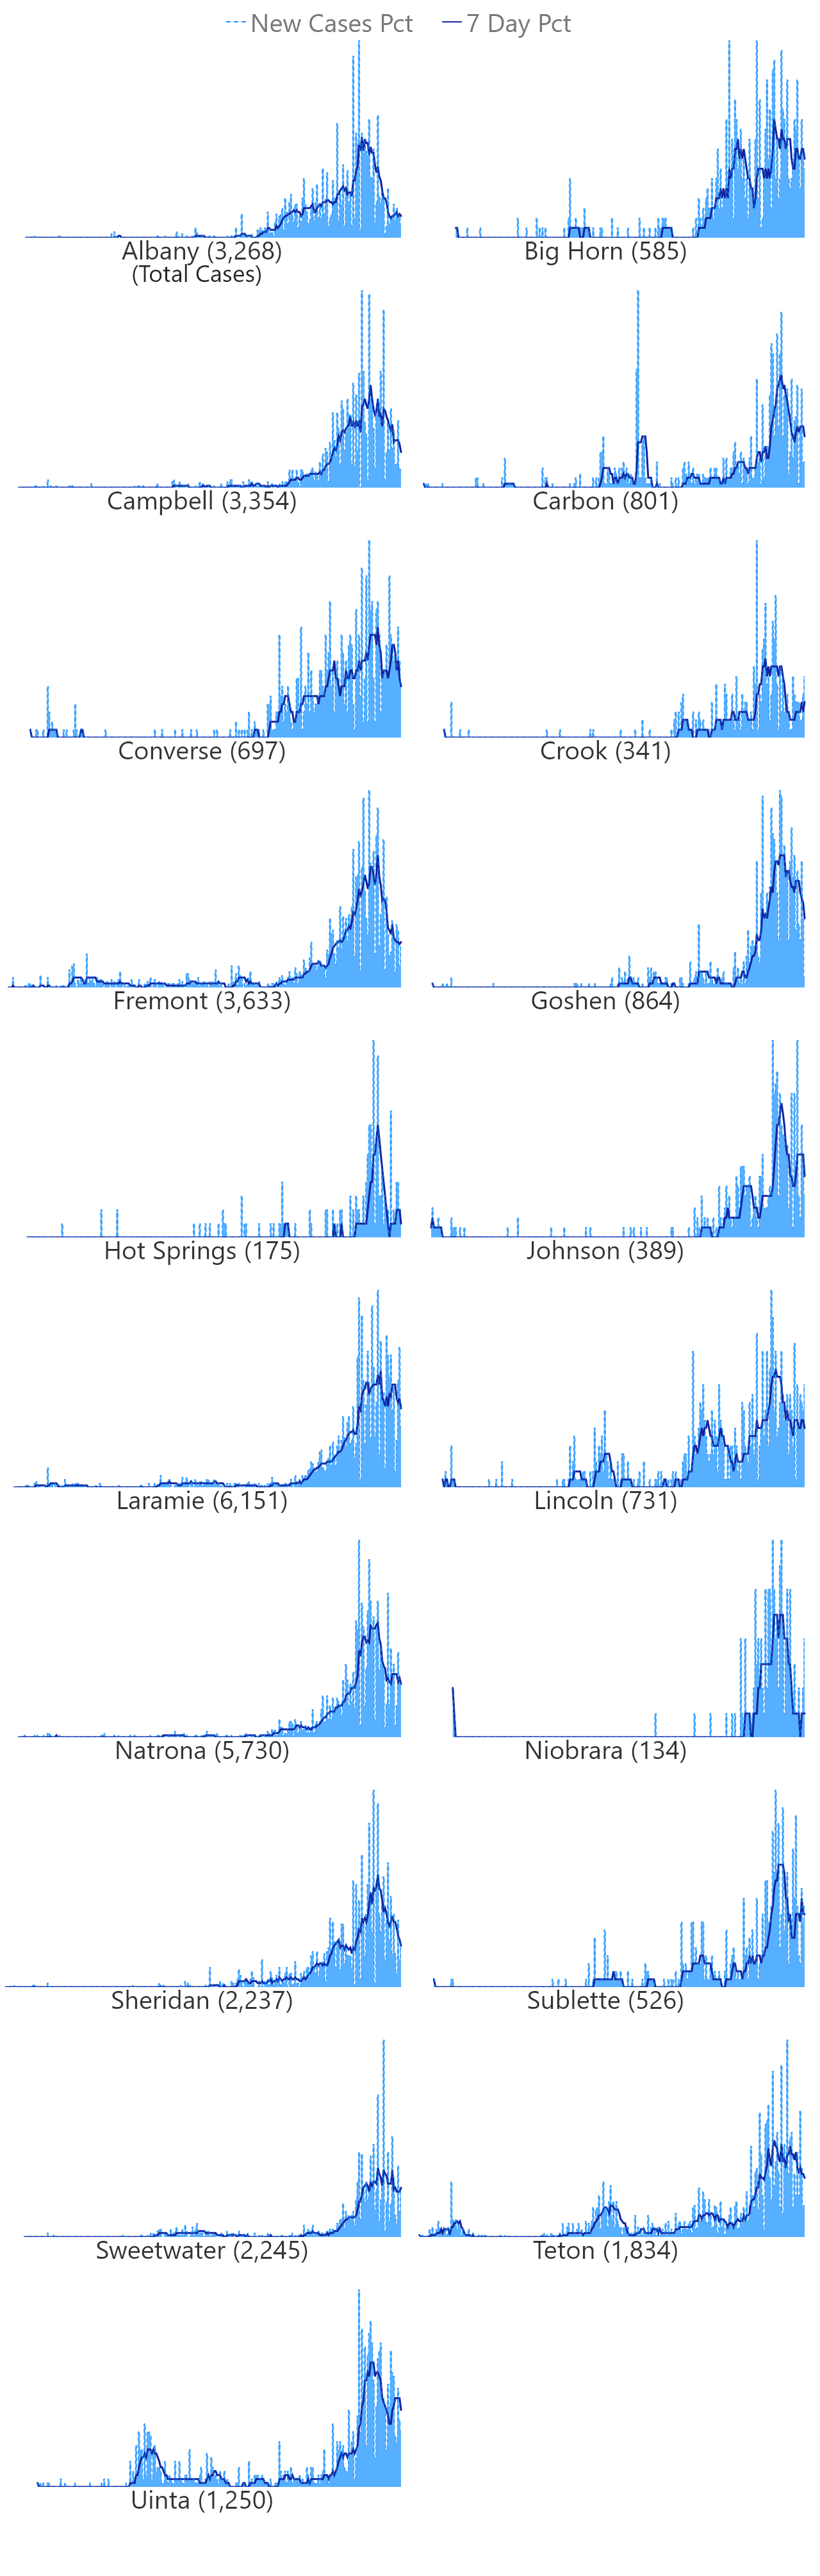 New Cases Pct 7 Day Pct
Albany (3,268) Big Horn (585)
(Total Cases)
Campbell (3,354) Carbon (801)
Converse (697) Crook (341)
Fremont (3,633) Goshen (864)
Hot Springs (175) Johnson (389)
Laramie (6,151) Lincoln (731)
Natrona (5,730) Niobrara (134)
Sheridan (2,237) Sublette (526)
Sweetwater (2,245) Teton (1,834)
Uinta (1,250)